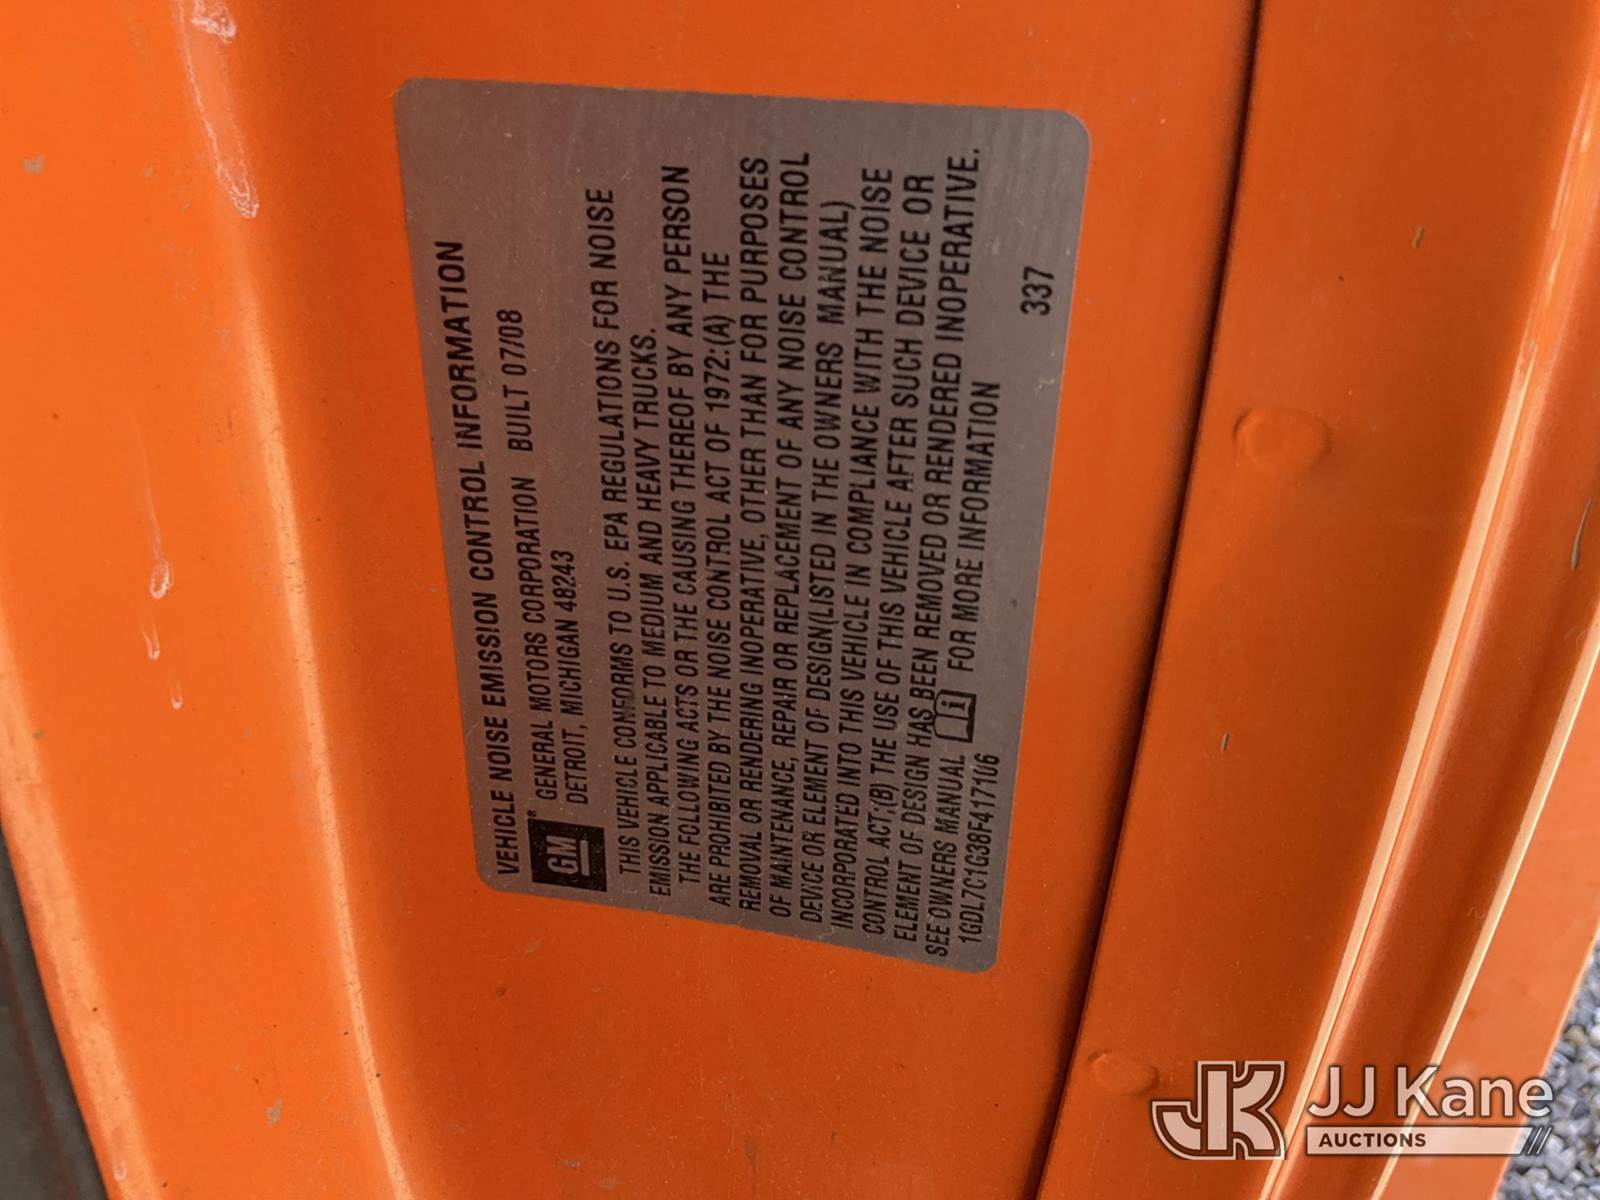 VEHICLE NOISE EMISSION CONTROL INFORMATION
GM
GENERAL MOTORS CORPORATION BUILT 07/08
DETROIT, MICHIGAN 48243
THIS VEHICLE CONFORMS TO U.S. EPA REGULATIONS FOR NOISE
EMISSION APPLICABLE TO MEDIUM AND HEAVY TRUCKS.
THE FOLLOWING ACTS OR THE CAUSING THEREOF BY ANY PERSON
ARE PROHIBITED BY THE NOISE CONTROL ACT OF 1972:(A) THE
REMOVAL OR RENDERING INOPERATIVE, OTHER THAN FOR PURPOSES
OF MAINTENANCE, REPAIR OR REPLACEMENT OF ANY NOISE CONTROL
DEVICE OR ELEMENT OF DESIGN(LISTED IN THE OWNERS MANUAL)
INCORPORATED INTO THIS VEHICLE IN COMPLIANCE WITH THE NOISE
CONTROL ACT,(B) THE USE OF THIS VEHICLE AFTER SUCH DEVICE OR
ELEMENT OF DESIGN HAS BEEN REMOVED OR RENDERED INOPERATIVE.
SEE OWNERS MANUAL i FOR MORE INFORMATION
1GDL7C1G38F417106 337
JK JJ Kane
AUCTIONS